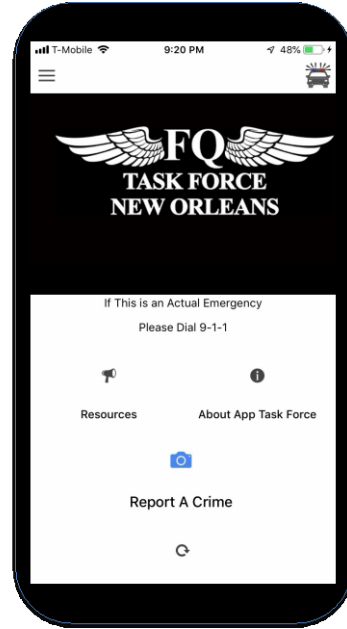 T-Mobile 9:20 PM 48%
FQ
TASK FORCE
NEW ORLEANS
If This is an Actual Emergency
Please Dial 9-1-1
Resources About App Task Force
Report A Crime